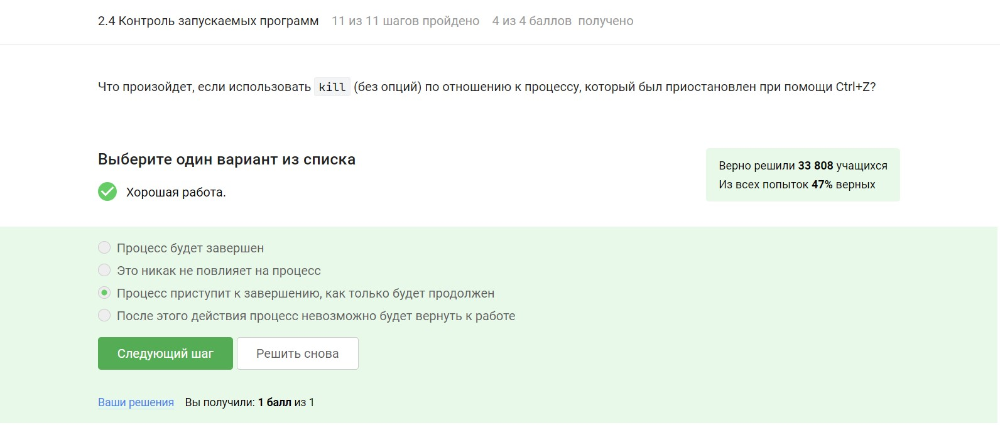 2.4 Контроль запускаемых программ 11 из 11 шагов пройдено 4 из 4 баллов получено
Что произойдет, если использовать kill (без опций) по отношению к процессу, который был приостановлен при помощи Ctrl+Z?
Выберите один вариант из списка
Хорошая работа.
Верно решили 33 808 учащихся
Из всех попыток 47% верных
Процесс будет завершен
Это никак не повлияет на процесс
Процесс приступит к завершению, как только будет продолжен
После этого действия процесс невозможно будет вернуть к работе
Следующий шаг Решить снова
Ваши решения Вы получили: 1 балл из 1